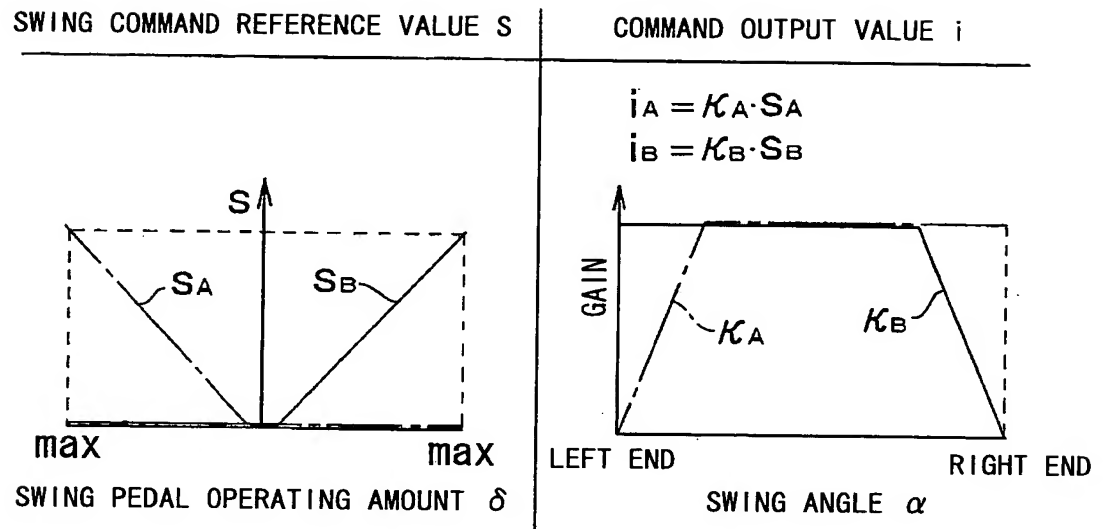 SWING COMMAND REFERENCE VALUE S
COMMAND OUTPUT VALUE i
iA = KA·SA
iB = KB·SB
S
SA
SB
max
max
SWING PEDAL OPERATING AMOUNT δ
GAIN
KA
KB
LEFT END
RIGHT END
SWING ANGLE α